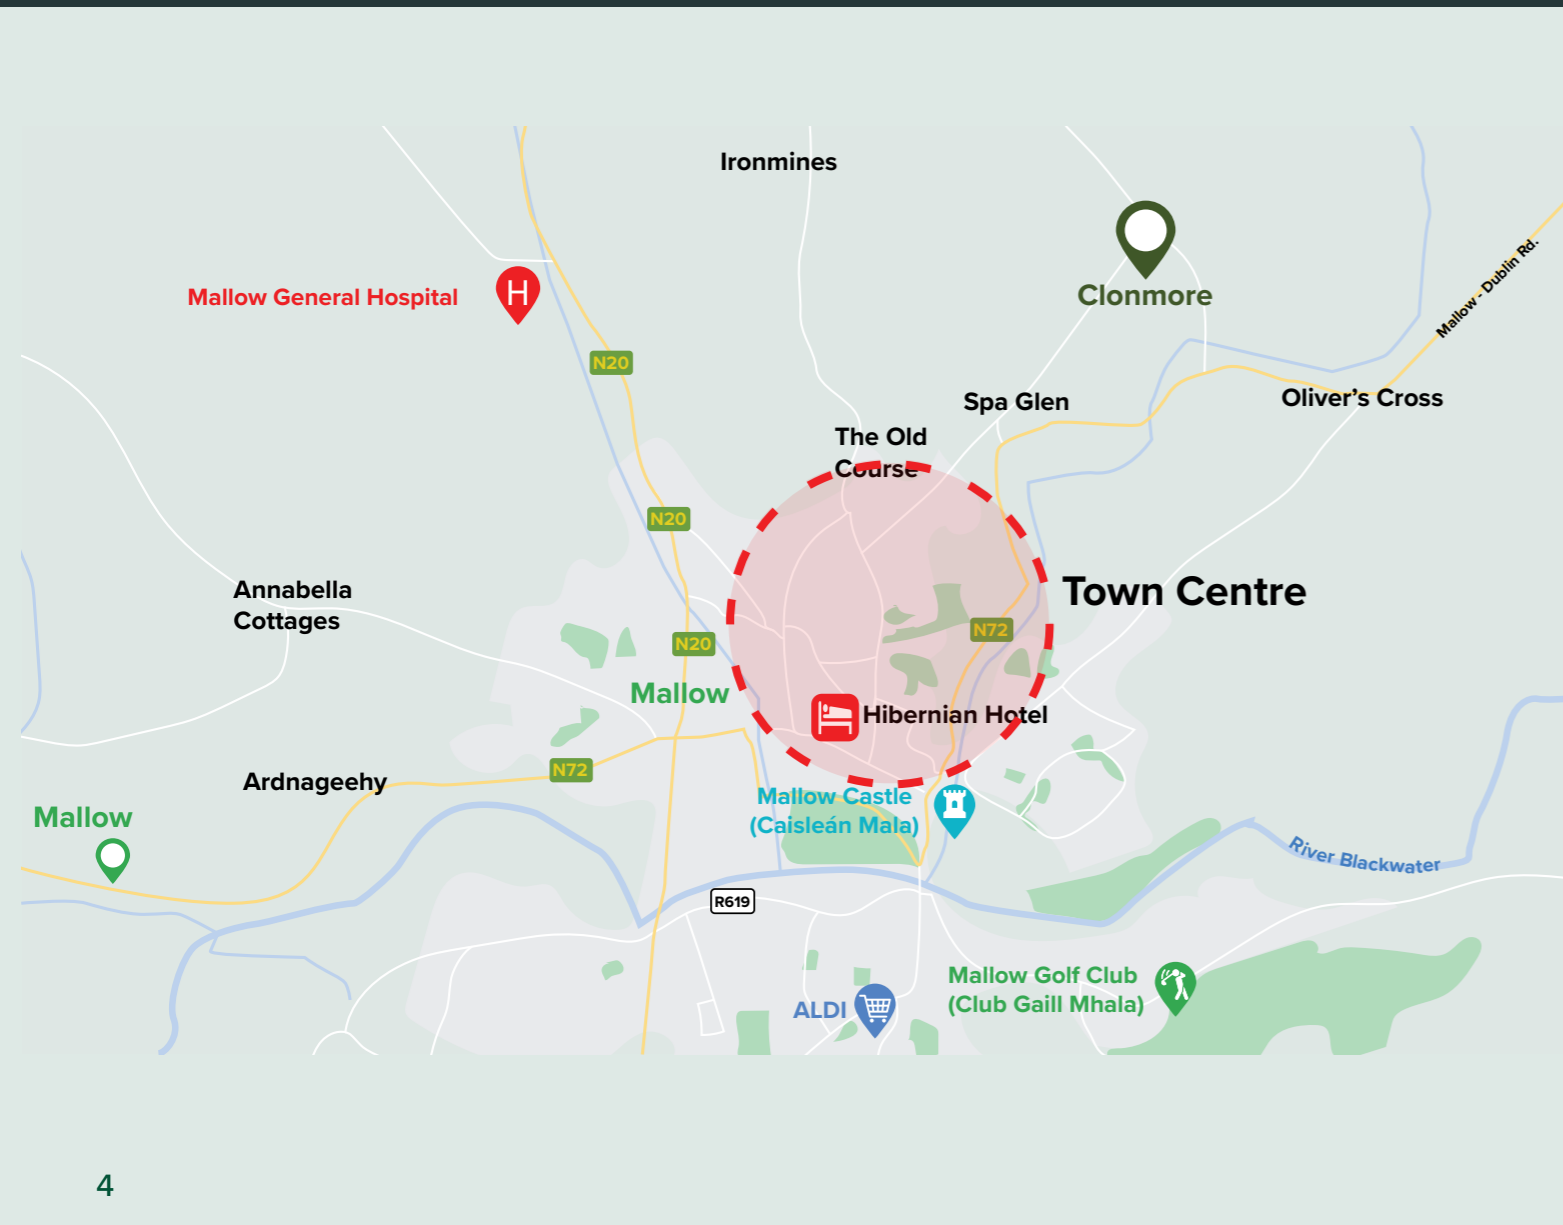 Ironmines
Mallow General Hospital
H
Clonmore
Mallow - Dublin Rd.
N20
Spa Glen
Oliver’s Cross
The Old
Course
N20
Annabella
Cottages
Town Centre
N72
N20
Mallow
Hibernian Hotel
N72
Ardnageehy
Mallow Castle
(Caisleán Mala)
Mallow
River Blackwater
R619
Mallow Golf Club
(Club Gaill Mhala)
ALDI
4